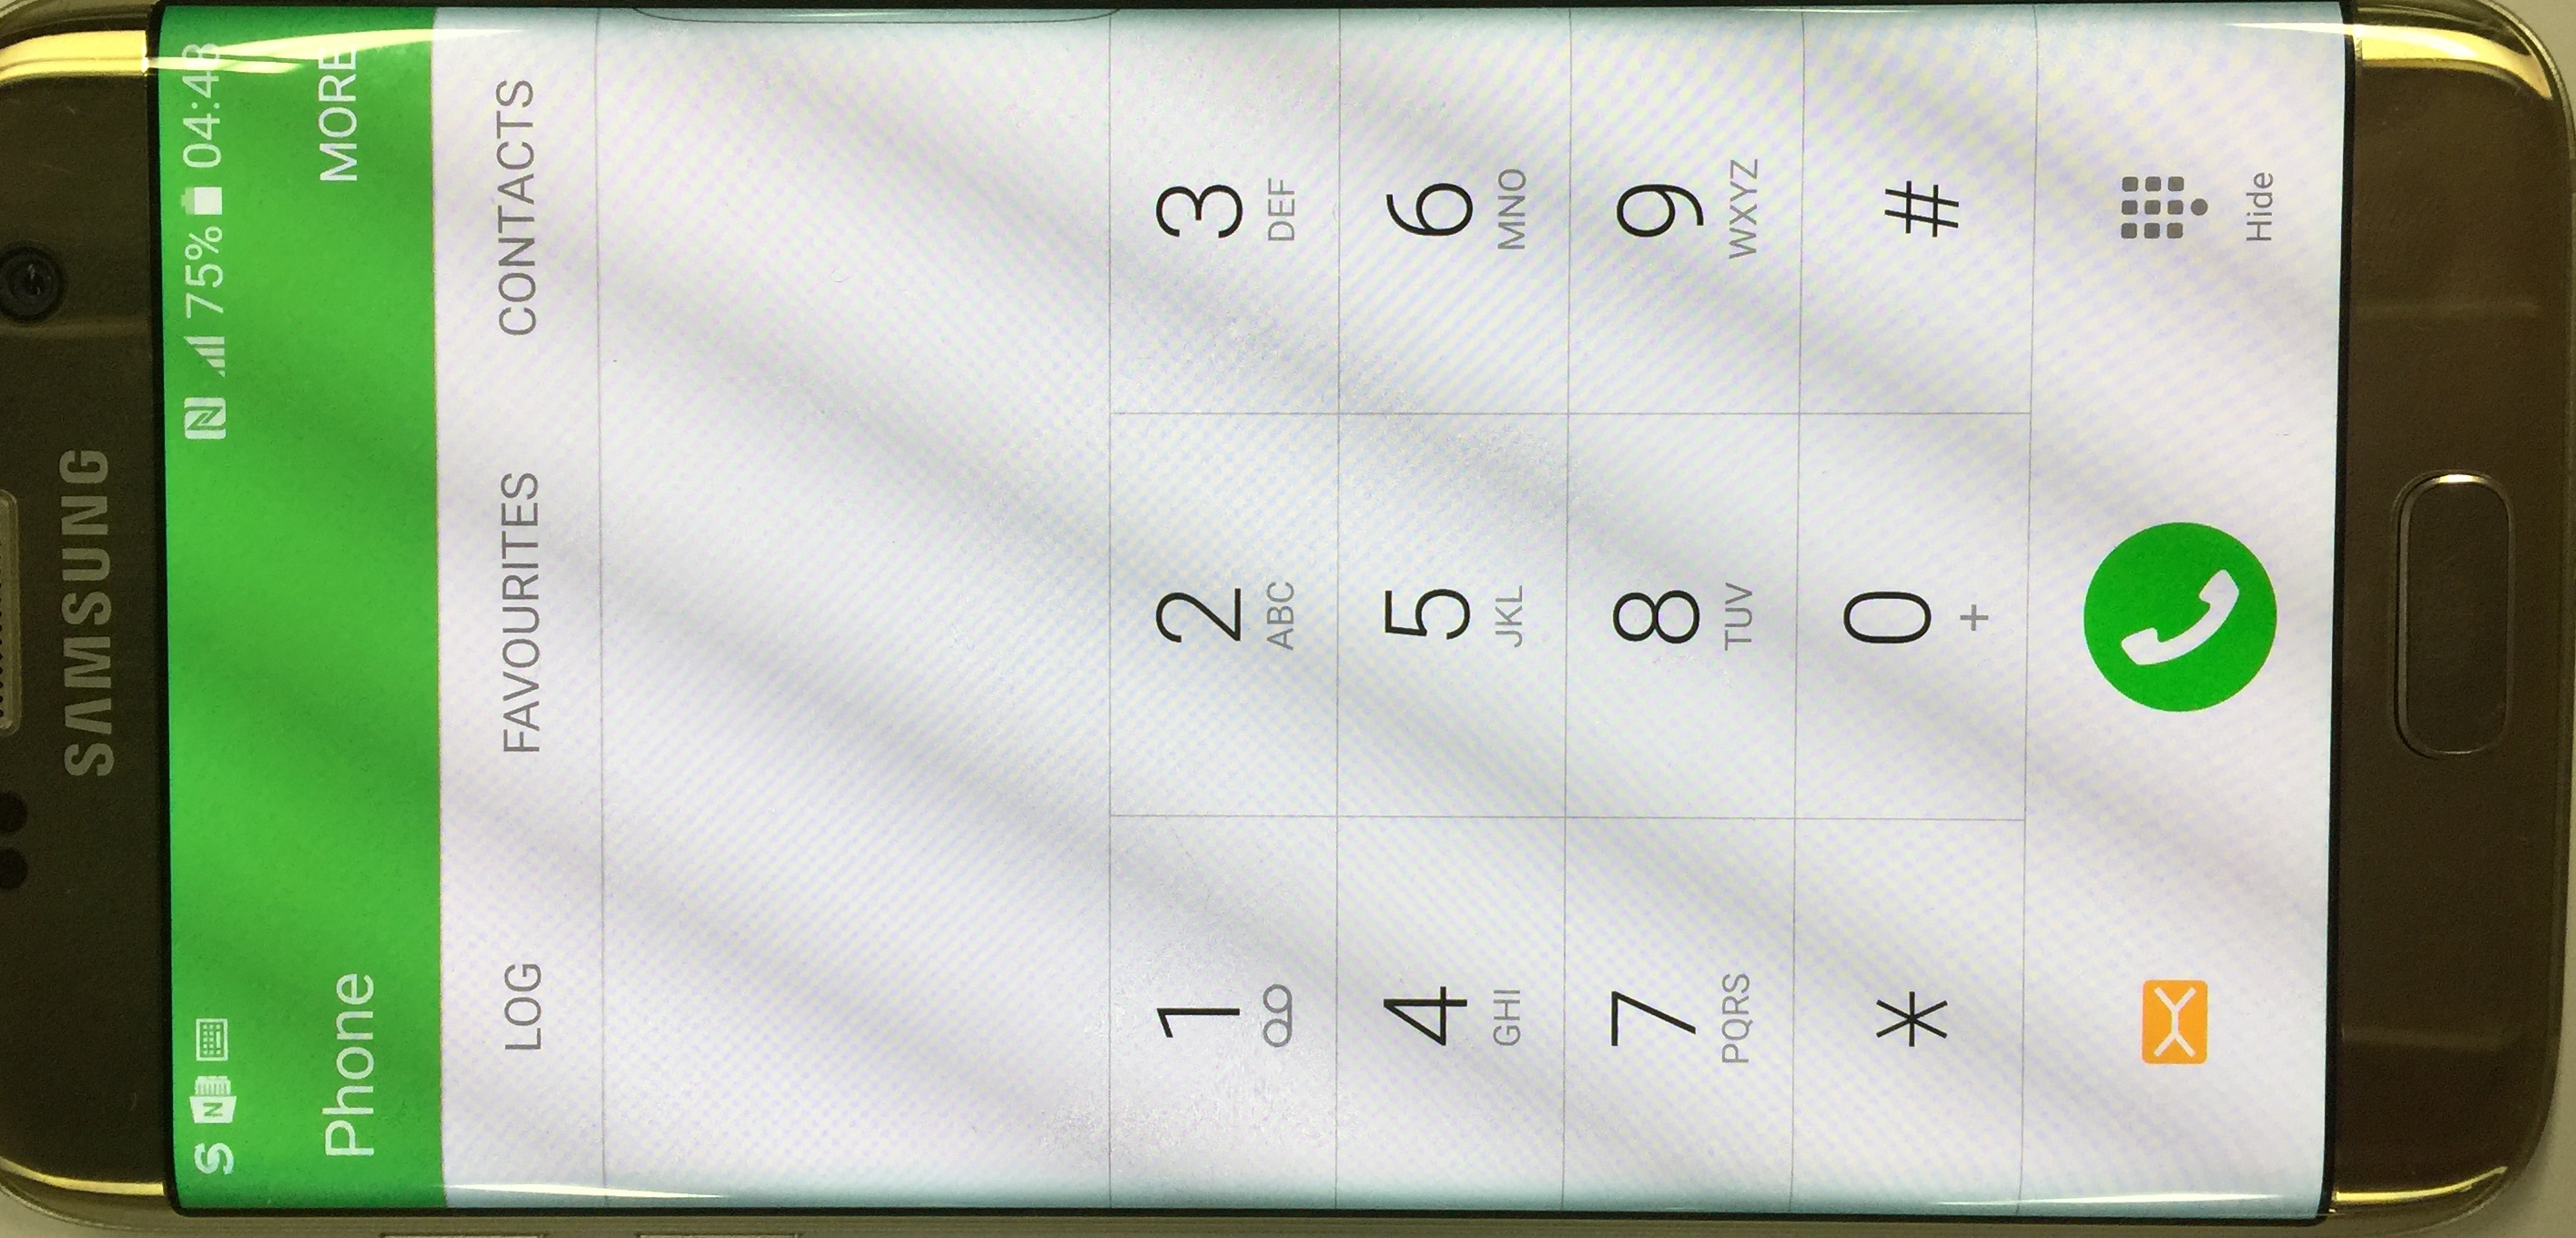 SAMSUNG
75% 04:43
Phone MORE
LOG FAVOURITES CONTACTS
1 2 3
ABC DEF
4 5 6
GHI JKL MNO
7 8 9
PQRS TUV WXYZ
* 0 #
+
Hide